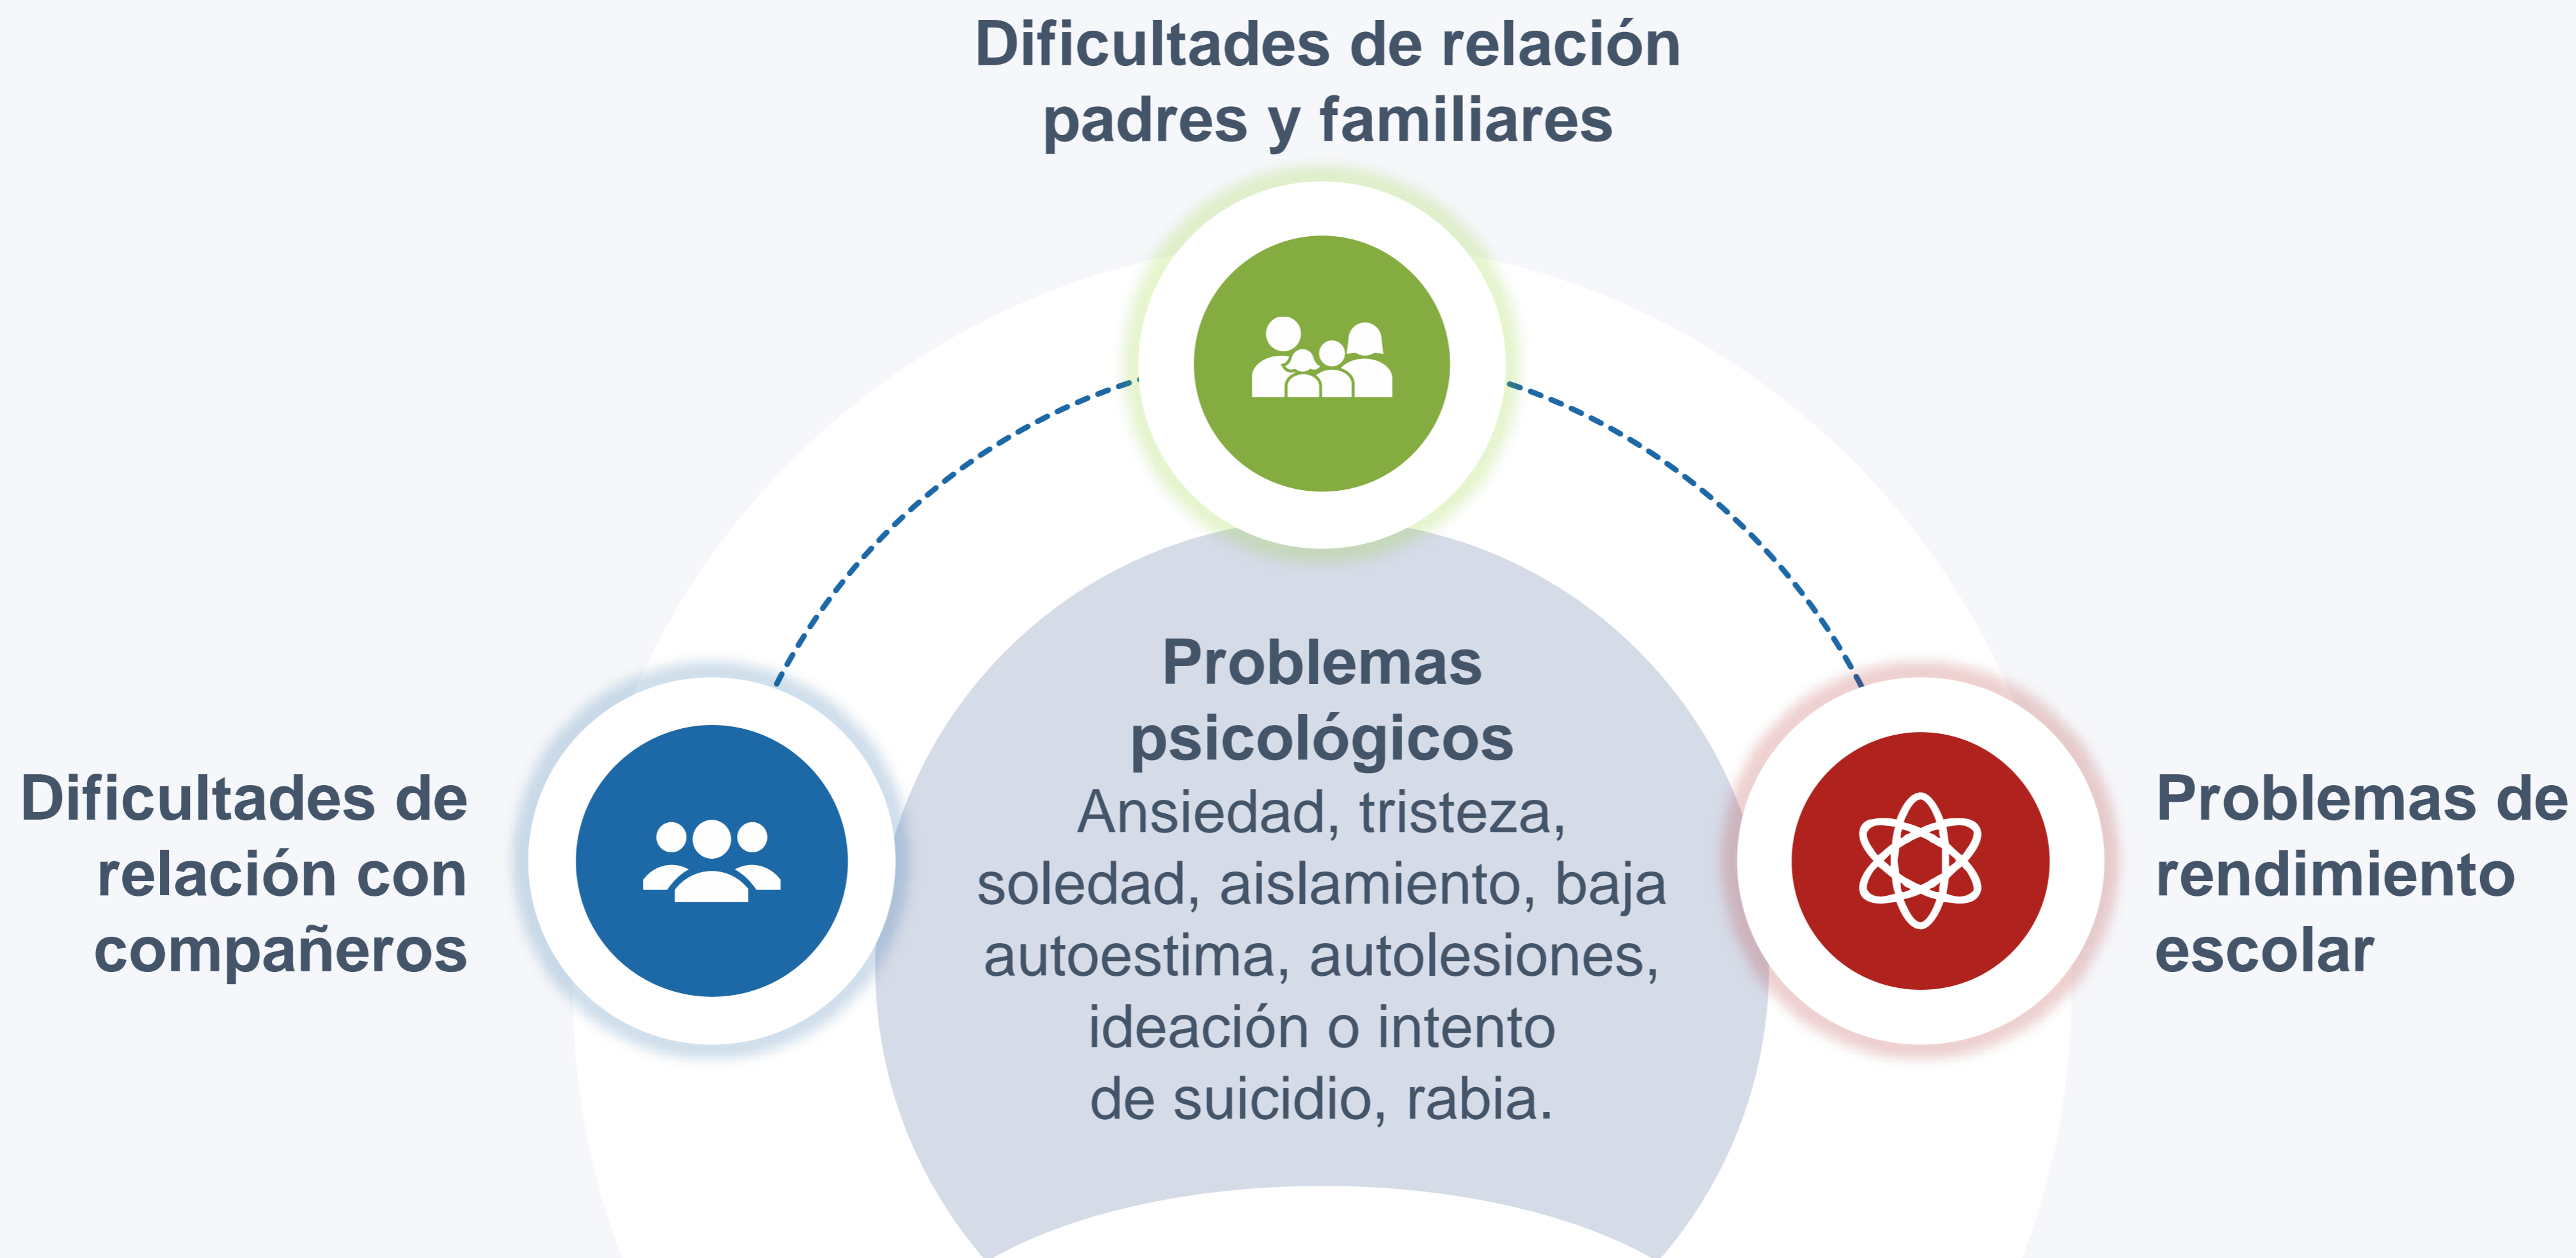 Dificultades de relación
padres y familiares
Dificultades de
relación con
compañeros
Problemas
psicológicos
Ansiedad, tristeza,
soledad, aislamiento, baja
autoestima, autolesiones,
ideación o intento
de suicidio, rabia.
Problemas de
rendimiento
escolar